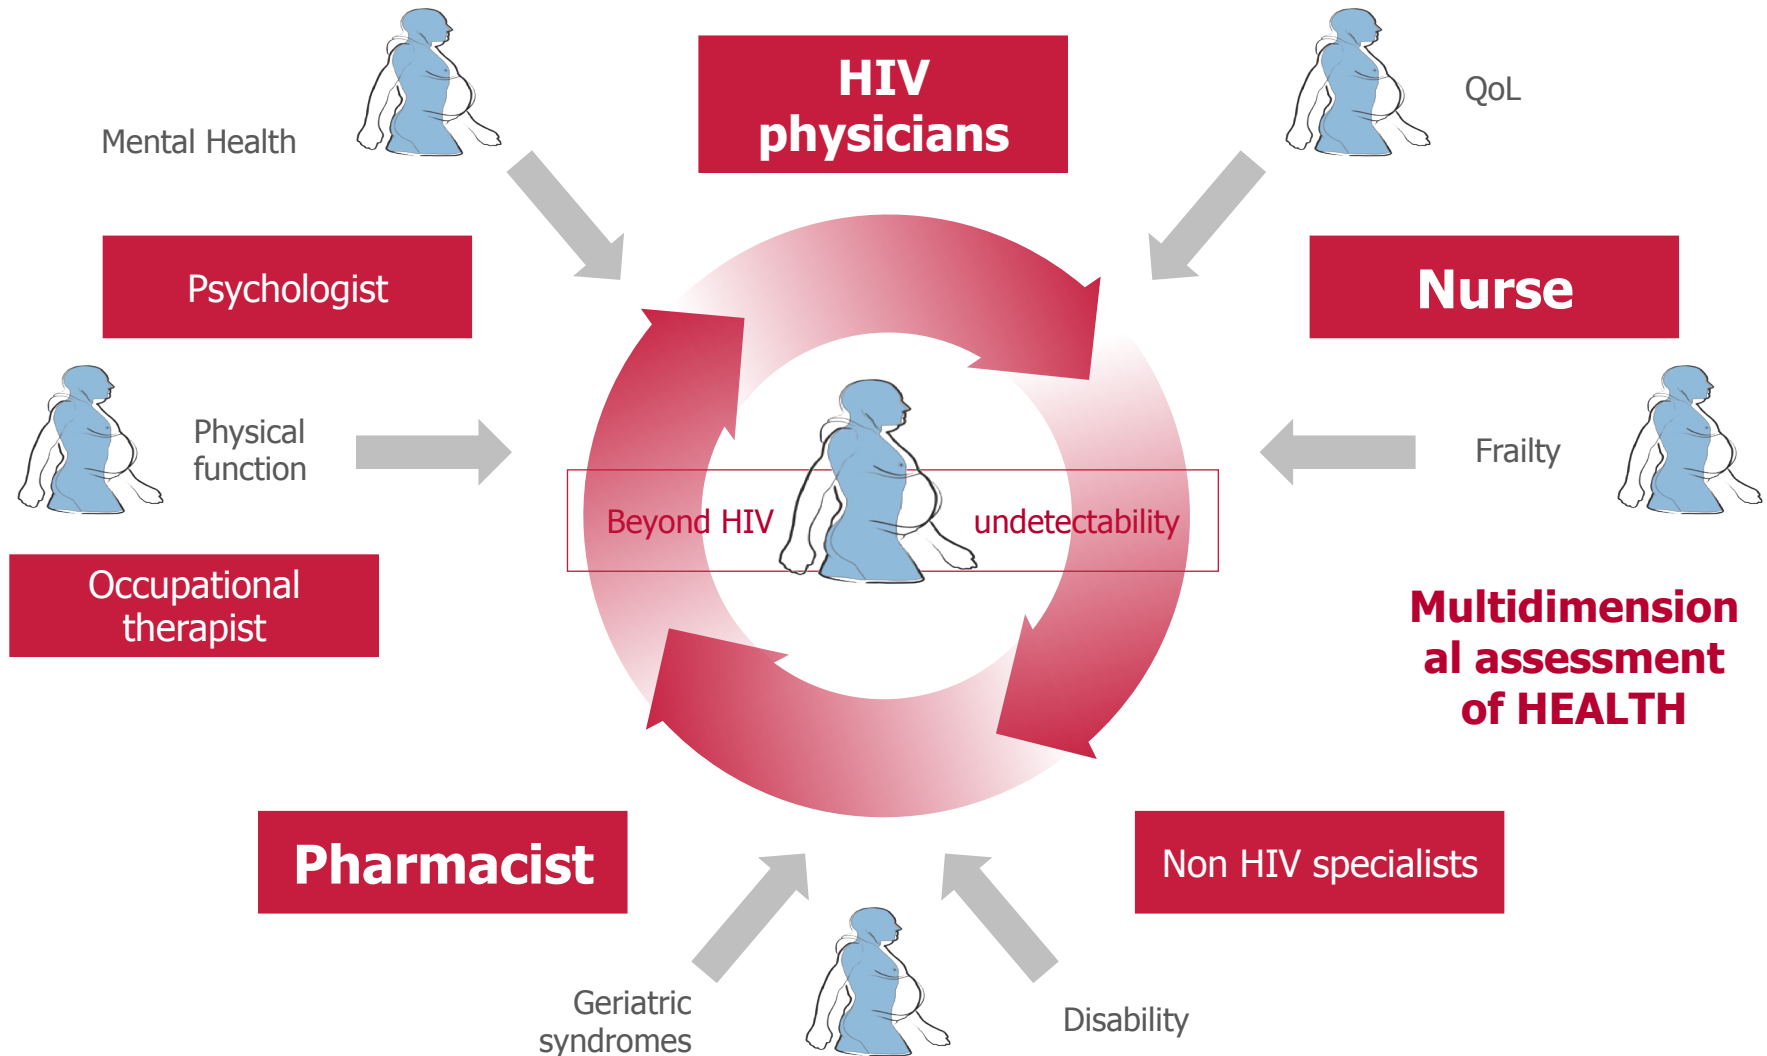 HIV
physicians
QoL
Mental Health
Psychologist
Nurse
Physical
function
Frailty
Beyond HIV
undetectability
Occupational
therapist
Multidimension
al assessment
of HEALTH
Pharmacist
Non HIV specialists
Geriatric
syndromes
Disability